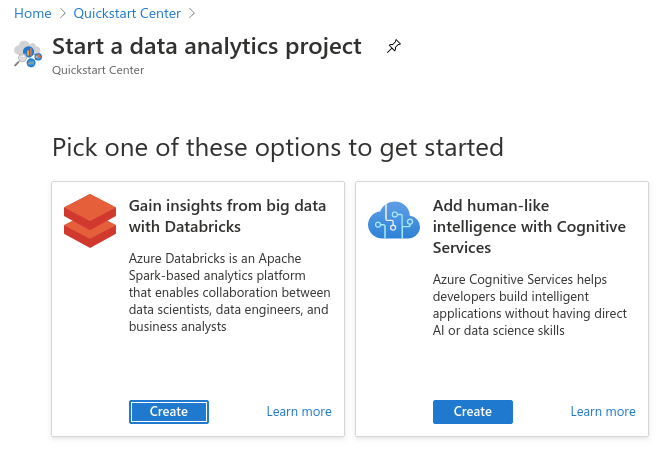 Home > Quickstart Center >
Start a data analytics project
Quickstart Center
Pick one of these options to get started
Gain insights from big data
with Databricks
Azure Databricks is an Apache
Spark-based analytics platform
that enables collaboration between
data scientists, data engineers, and
business analysts
Create
Learn more
Add human-like
intelligence with Cognitive
Services
Azure Cognitive Services helps
developers build intelligent
applications without having direct
AI or data science skills
Create
Learn more